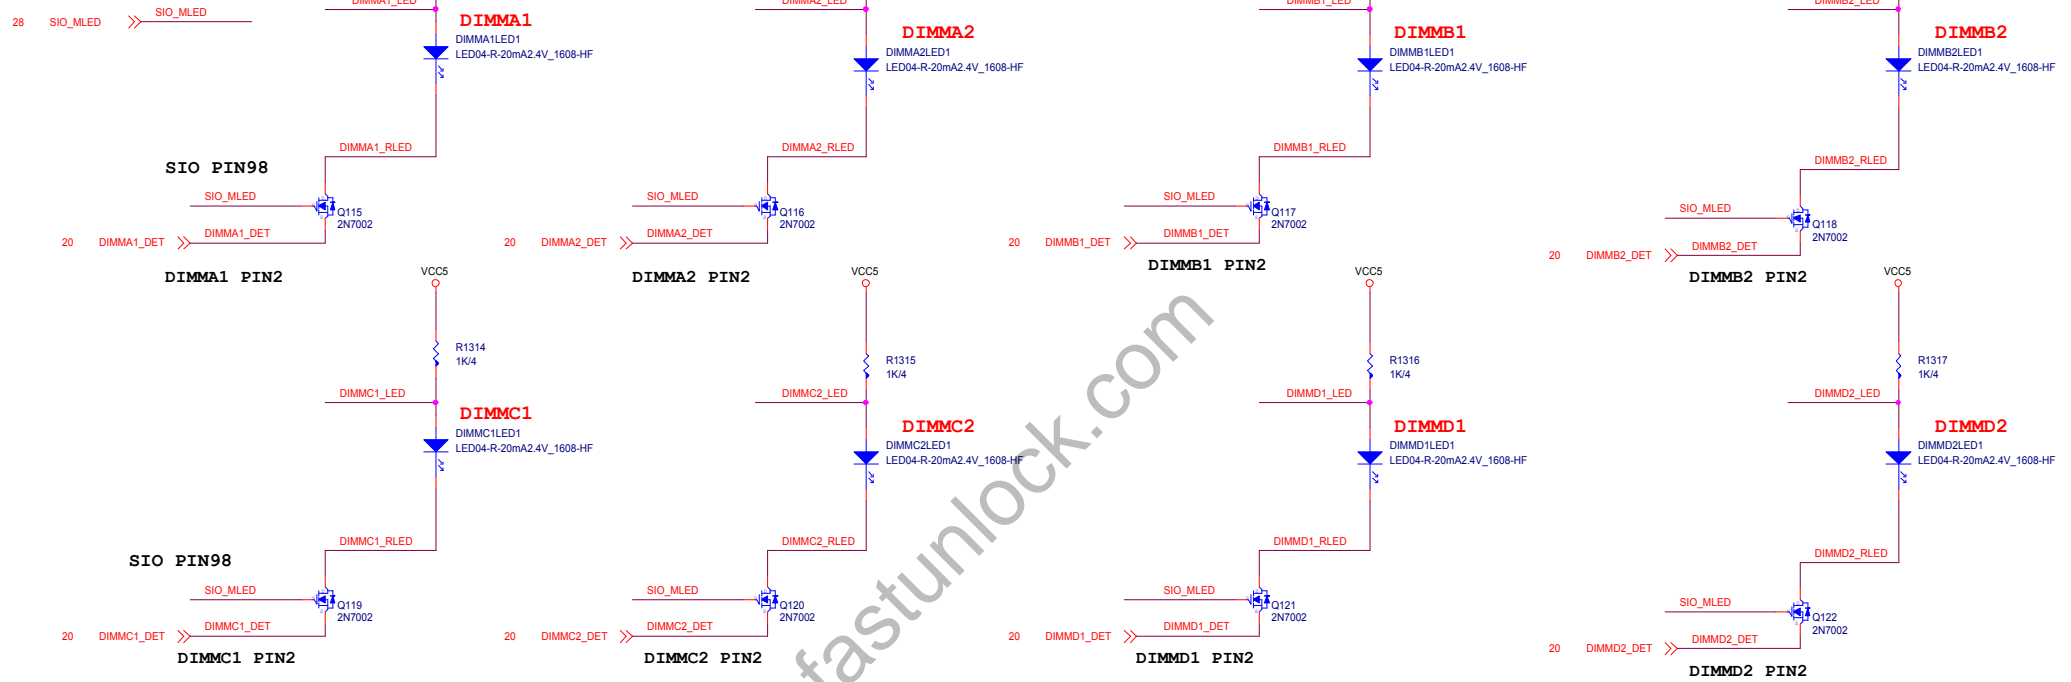 DIMMA1_LED
DIMMA2_LED
DIMMB1_LED
DIMMB2_LED
28 SIO_MLED SIO_MLED
DIMMA1
DIMMA1LED1
LED04-R-20mA2.4V_1608-HF
DIMMA2
DIMMA2LED1
LED04-R-20mA2.4V_1608-HF
DIMMB1
DIMMB1LED1
LED04-R-20mA2.4V_1608-HF
DIMMB2
DIMMB2LED1
LED04-R-20mA2.4V_1608-HF
DIMMA1_RLED
DIMMA2_RLED
DIMMB1_RLED
DIMMB2_RLED
SIO PIN98
SIO_MLED
Q115
2N7002
20 DIMMA1_DET DIMMA1_DET
DIMMA1 PIN2
SIO_MLED
Q116
2N7002
20 DIMMA2_DET DIMMA2_DET
DIMMA2 PIN2
SIO_MLED
Q117
2N7002
20 DIMMB1_DET DIMMB1_DET
DIMMB1 PIN2
SIO_MLED
Q118
2N7002
20 DIMMB2_DET DIMMB2_DET
DIMMB2 PIN2
VCC5
R1314
1K/4
DIMMC1_LED
DIMMC1
DIMMC1LED1
LED04-R-20mA2.4V_1608-HF
VCC5
R1315
1K/4
DIMMC2_LED
DIMMC2
DIMMC2LED1
LED04-R-20mA2.4V_1608-HF
VCC5
R1316
1K/4
DIMMD1_LED
DIMMD1
DIMMD1LED1
LED04-R-20mA2.4V_1608-HF
VCC5
R1317
1K/4
DIMMD2_LED
DIMMD2
DIMMD2LED1
LED04-R-20mA2.4V_1608-HF
DIMMC1_RLED
DIMMC2_RLED
DIMMD1_RLED
DIMMD2_RLED
SIO PIN98
SIO_MLED
Q119
2N7002
20 DIMMC1_DET DIMMC1_DET
DIMMC1 PIN2
SIO_MLED
Q120
2N7002
20 DIMMC2_DET DIMMC2_DET
DIMMC2 PIN2
SIO_MLED
Q121
2N7002
20 DIMMD1_DET DIMMD1_DET
DIMMD1 PIN2
SIO_MLED
Q122
2N7002
20 DIMMD2_DET DIMMD2_DET
DIMMD2 PIN2
fastunlock.com